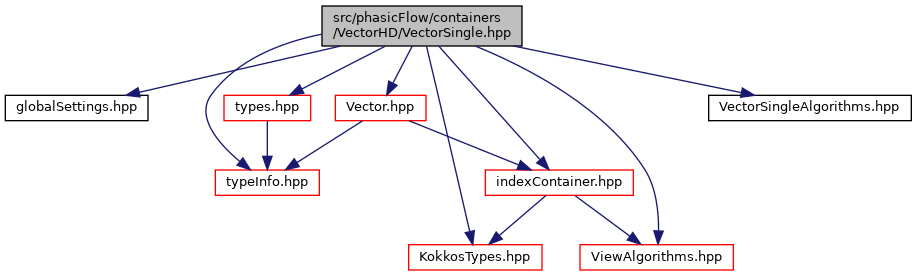 src/phasicFlow/containers
/VectorHD/VectorSingle.hpp
globalSettings.hpp
types.hpp
Vector.hpp
VectorSingleAlgorithms.hpp
typeInfo.hpp
indexContainer.hpp
KokkosTypes.hpp
ViewAlgorithms.hpp